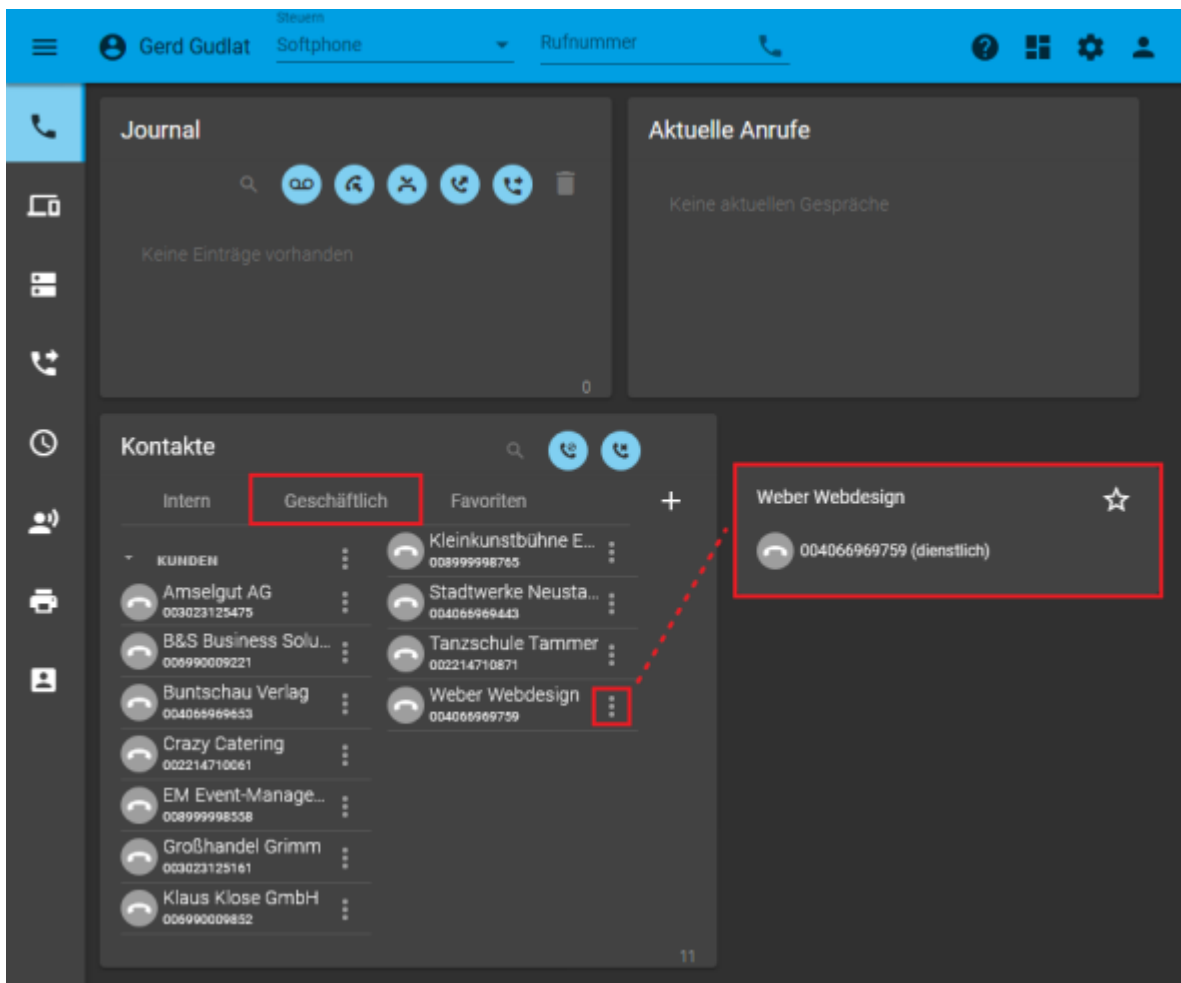 Steuern
Gerd Gudlat
Softphone
Rufnummer
Journal
Keine Einträge vorhanden
0
Aktuelle Anrufe
Keine aktuellen Gespräche
Kontakte
Intern
Geschäftlich
Favoriten
KUNDEN
Amselgut AG
003023125475
B&S Business Solu...
006990009221
Buntschau Verlag
004066969653
Crazy Catering
002214710061
EM Event-Manage...
008999998558
Großhandel Grimm
003023125161
Klaus Klose GmbH
006990009852
Kleinkunstbühne E...
008999998765
Stadtwerke Neusta...
004066969443
Tanzschule Tammer
002214710871
Weber Webdesign
004066969759
11
Weber Webdesign
004066969759 (dienstlich)